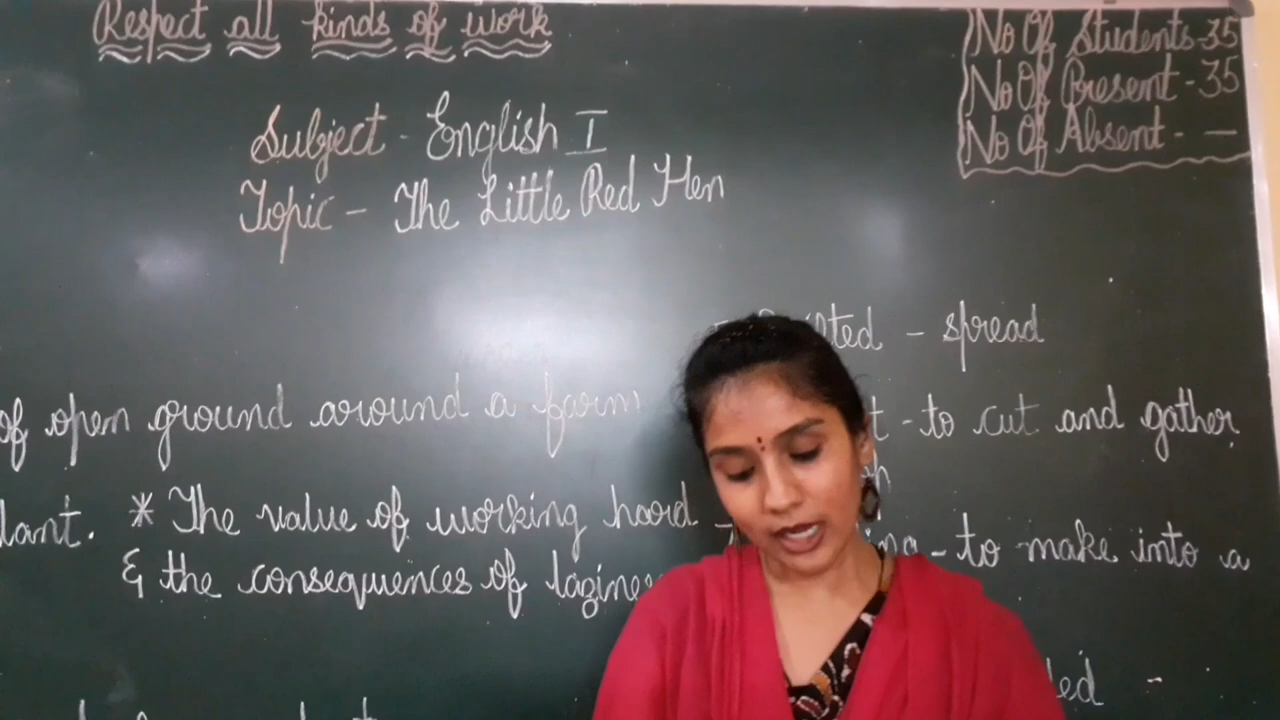 Respect all kinds of work
No Of Students-35
No Of Present - 35
No Of Absent - —
Subject - English I
Topic - The Little Red Hen
- spread
of open ground around a farm
- to cut and gather
* The value of working hard -
- to make into a
& the consequences of